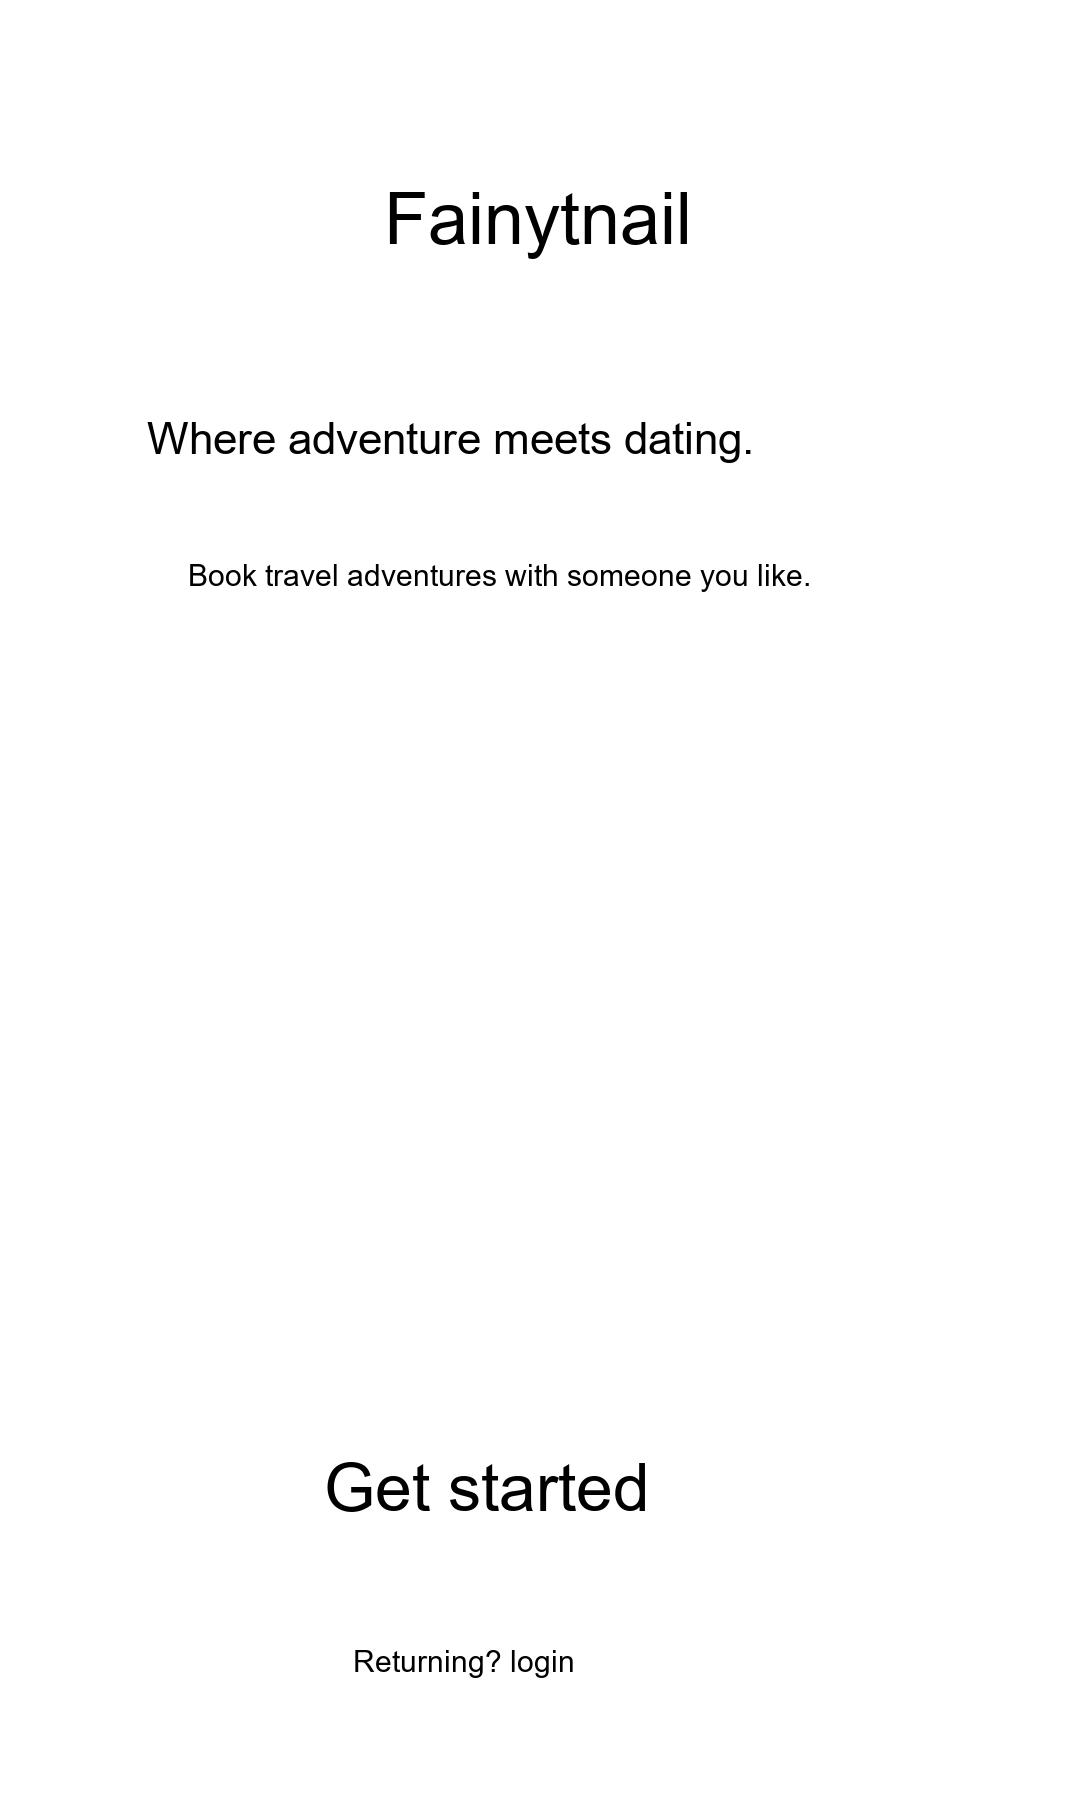 Fainytnail
Where adventure meets dating.
Book travel adventures with someone you like.
Get started
Returning? login